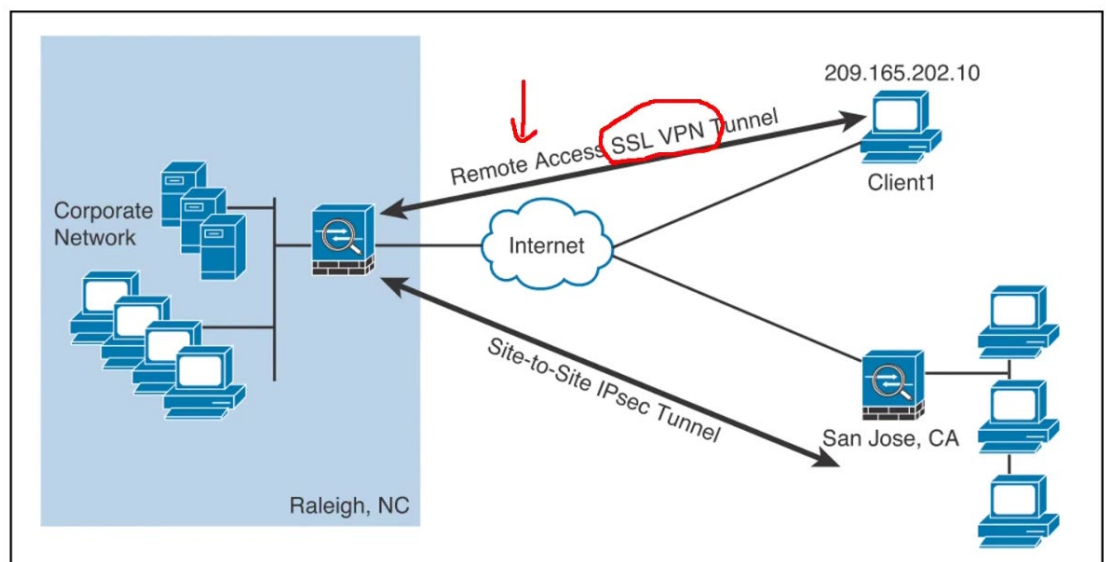 209.165.202.10
Remote Access SSL VPN Tunnel
Client1
Corporate
Network
Internet
Site-to-Site IPsec Tunnel
San Jose, CA
Raleigh, NC